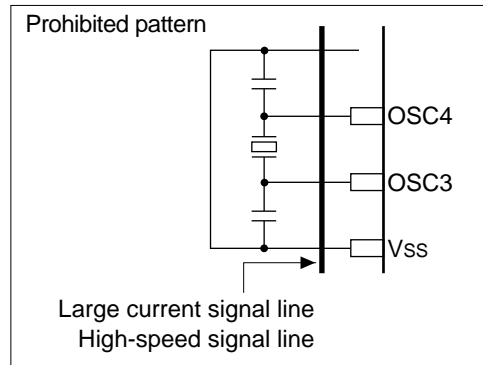 Prohibited pattern
OSC4
OSC3
VSS
Large current signal line
High-speed signal line